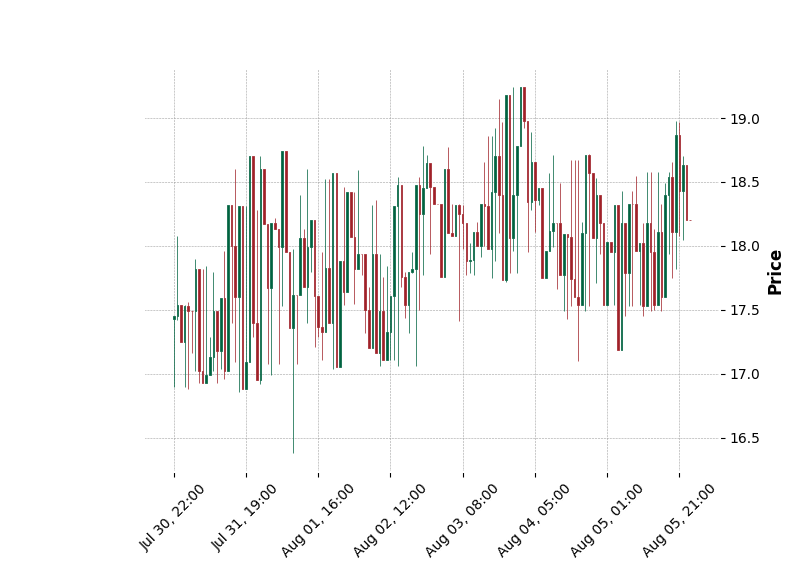 19.0
18.5
18.0
17.5
17.0
16.5
Price
Jul 30, 22:00
Jul 31, 19:00
Aug 01, 16:00
Aug 02, 12:00
Aug 03, 08:00
Aug 04, 05:00
Aug 05, 01:00
Aug 05, 21:00